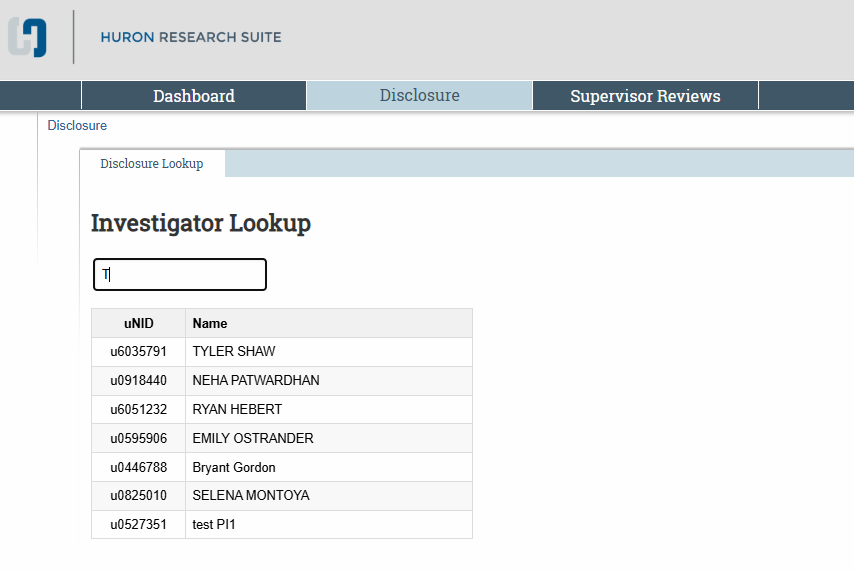 HURON RESEARCH SUITE
Dashboard Disclosure Supervisor Reviews
Disclosure
Disclosure Lookup
Investigator Lookup
T
uNID Name
u6035791 TYLER SHAW
u0918440 NEHA PATWARDHAN
u6051232 RYAN HEBERT
u0595906 EMILY OSTRANDER
u0446788 Bryant Gordon
u0825010 SELENA MONTOYA
u0527351 test PI1